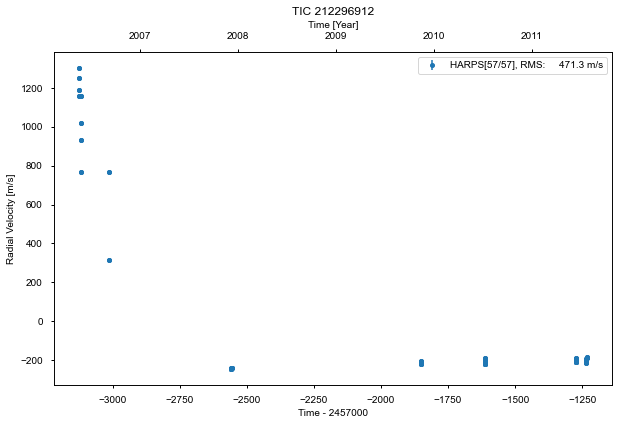 TIC 212296912
Time [Year]
2007 2008 2009 2010 2011
HARPS[57/57], RMS: 471.3 m/s
Radial Velocity [m/s]
1200
1000
800
600
400
200
0
−200
−3000 −2750 −2500 −2250 −2000 −1750 −1500 −1250
Time - 2457000